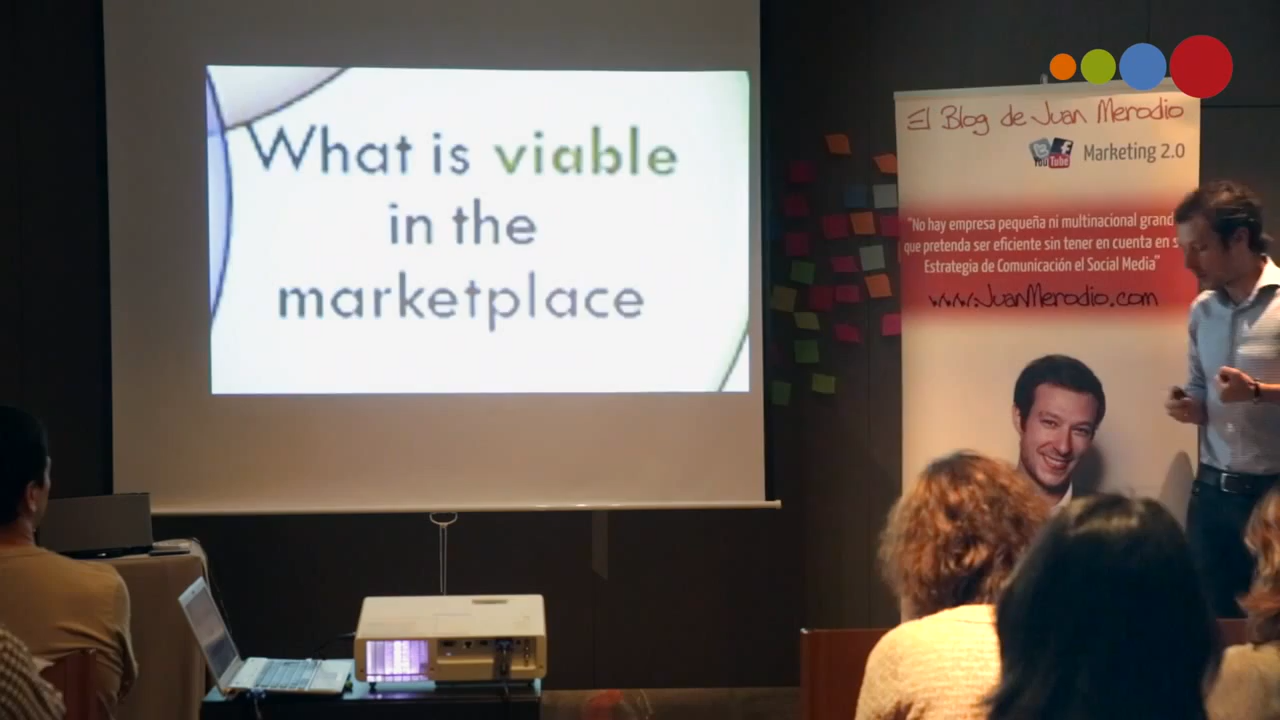 What is viable
in the
marketplace
El Blog de Juan Merodio
You Tube
Marketing 2.0
"No hay empresa pequeña ni multinacional grand
que pretenda ser eficiente sin tener en cuenta en s
Estrategia de Comunicación el Social Media"
www.JuanMerodio.com